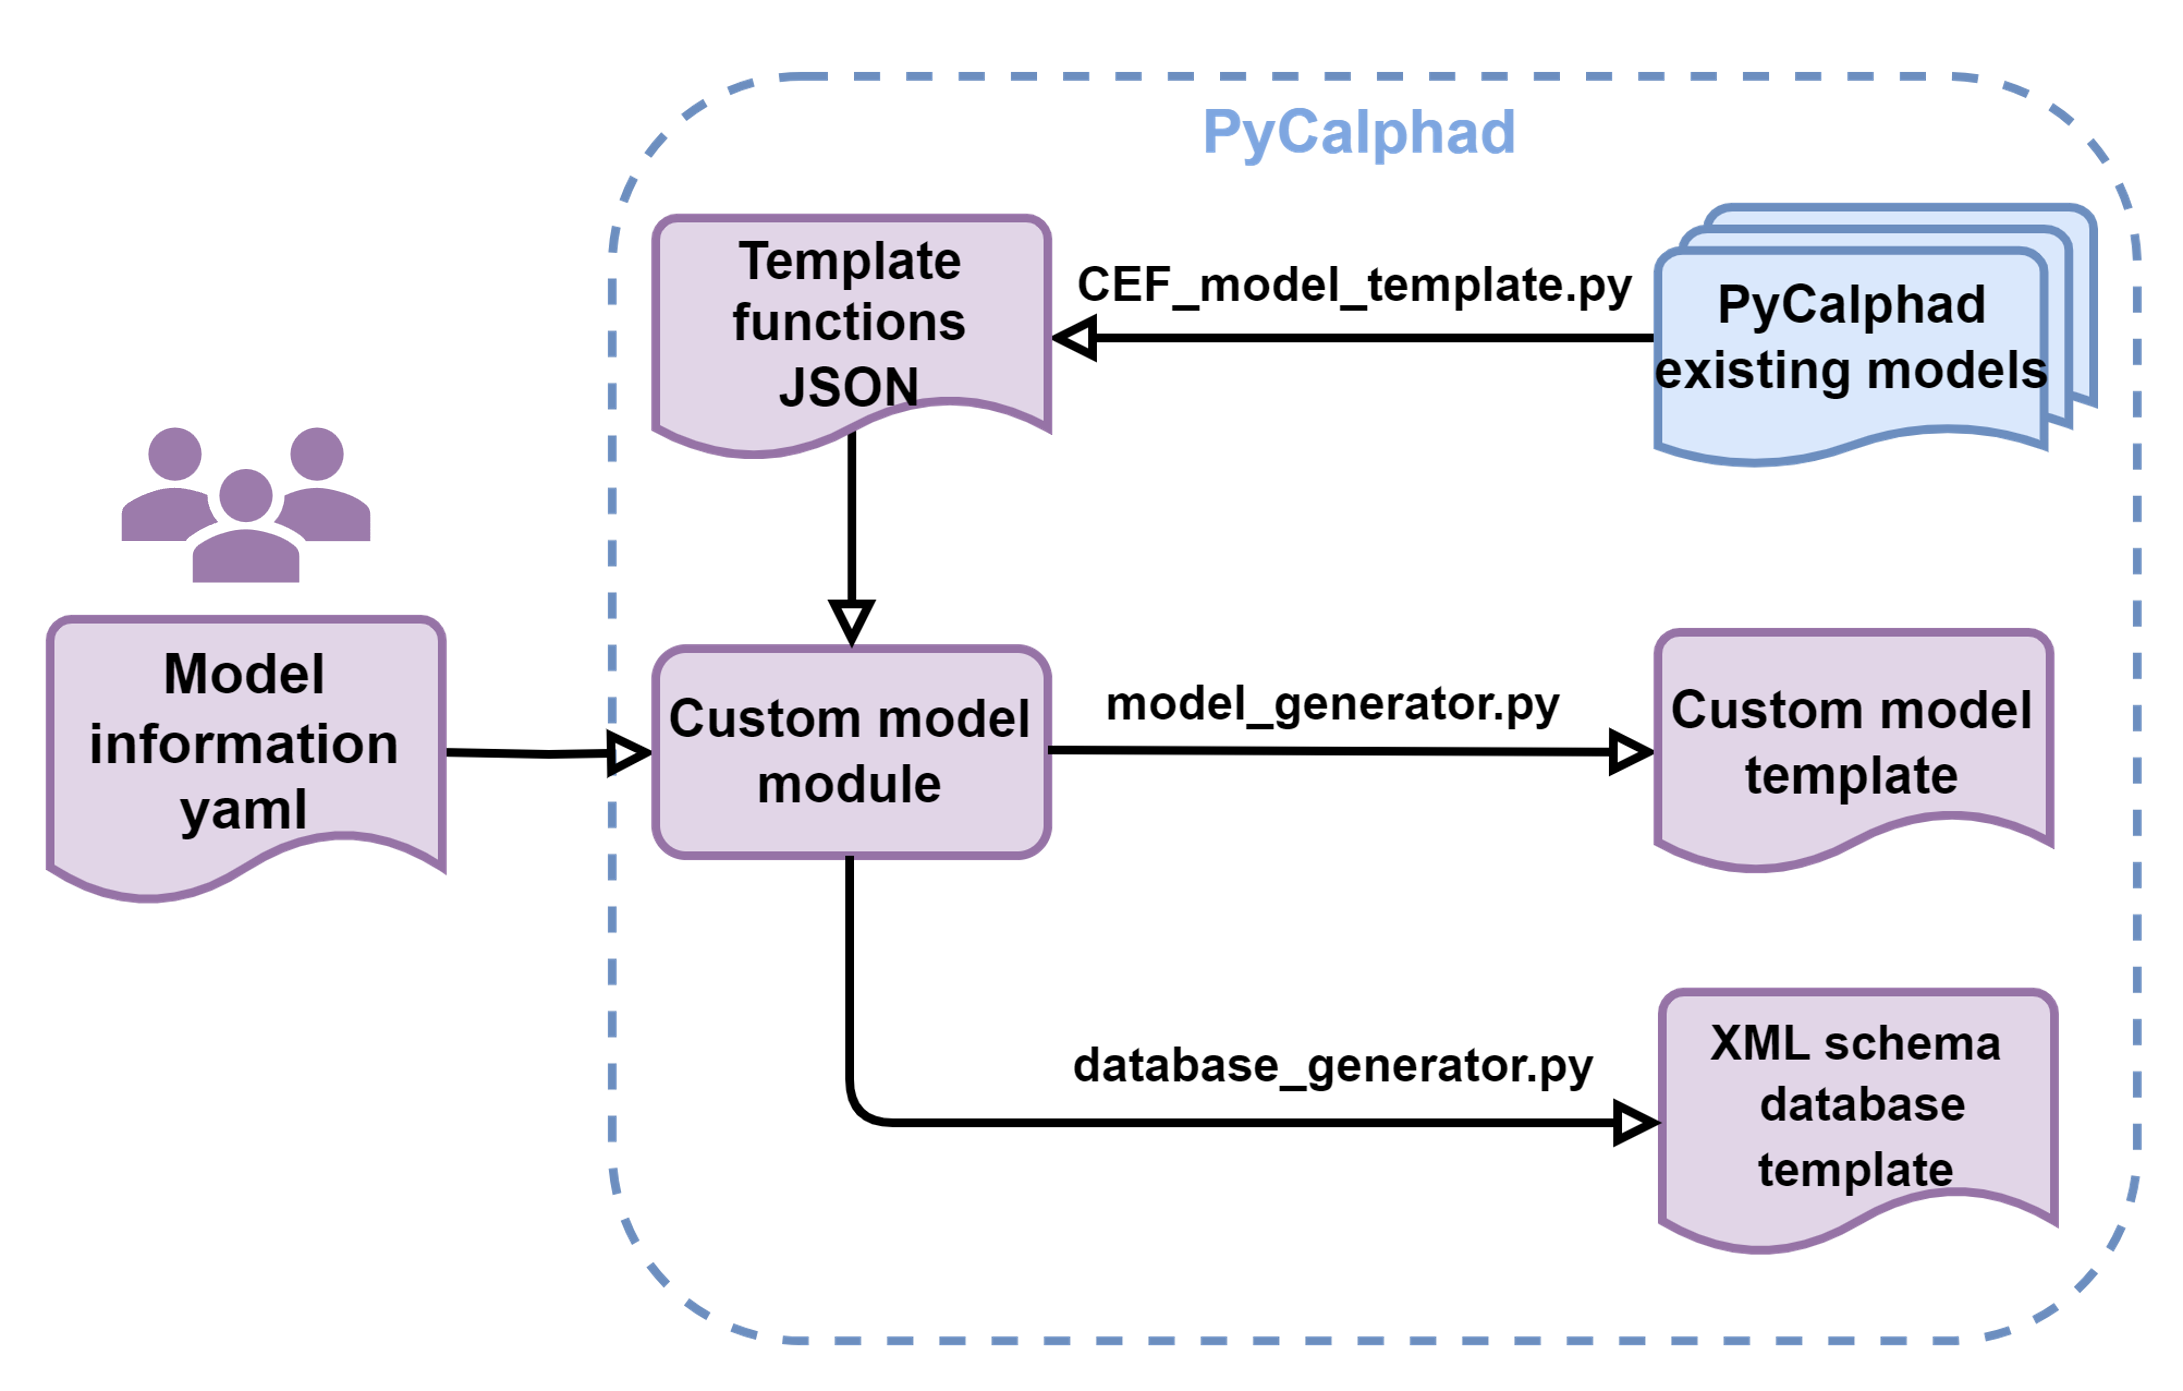 PyCalphad
Template
functions
JSON
CEF_model_template.py
PyCalphad
existing models
Model
information
yaml
Custom model
module
model_generator.py
Custom model
template
database_generator.py
XML schema
database
template